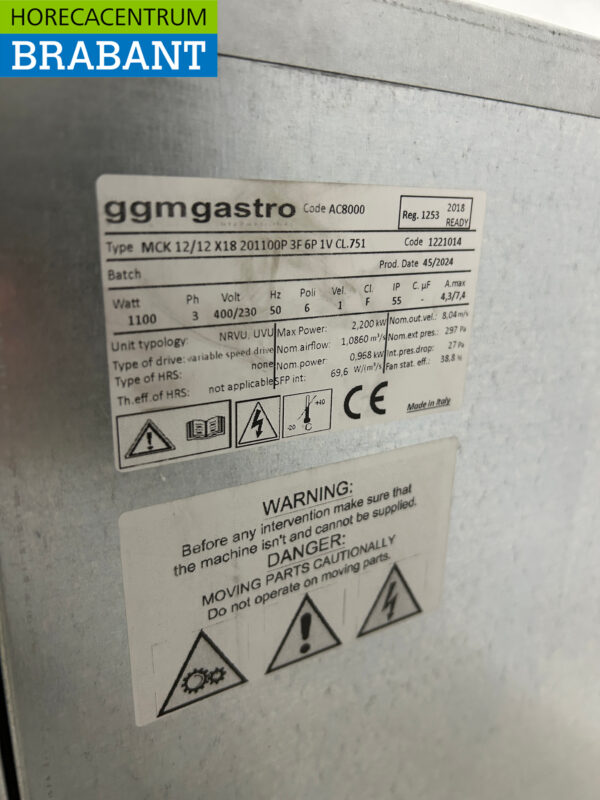 HORECACENTRUM
BRABANT
ggmgastro Code AC8000
Reg. 1253 2018 READY
Type MCK 12/12 X18 201100P 3F 6P 1V CL.751 Code 1221014
Batch Prod. Date 45/2024
Watt Ph Volt Hz Poli Vel. Cl. IP C. µF A.max
1100 3 400/230 50 6 1 F 55 - 4,3/7,4
Unit typology: NRVU, UVU Max Power: 2,200 kW Nom.out.vel.: 8,04 m/s
Type of drive: variable speed drive Nom.airflow: 1,0860 m³/s Nom.ext pres.: 297 Pa
Type of HRS: none Nom.power: 0,968 kW Int.pres.drop: 27 Pa
Th.eff.of HRS: not applicable SFP int: 69,6 W/(m³/s) Fan stat. eff.: 38,8 %
-20 °C +40
CE
Made in Italy
WARNING:
Before any intervention make sure that
the machine isn't and cannot be supplied.
DANGER:
MOVING PARTS CAUTIONALLY
Do not operate on moving parts.